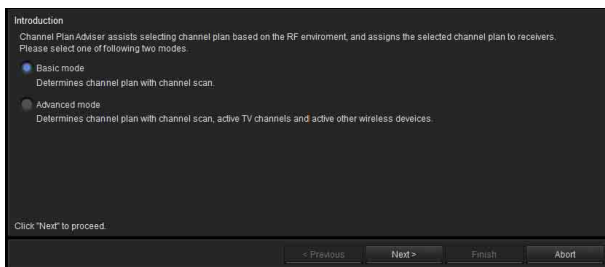 Introduction
Channel Plan Adviser assists selecting channel plan based on the RF enviroment, and assigns the selected channel plan to receivers.
Please select one of following two modes.
Basic mode
Determines channel plan with channel scan.
Advanced mode
Determines channel plan with channel scan, active TV channels and active other wireless deveices.
Click "Next" to proceed.
< Previous Next > Finish Abort